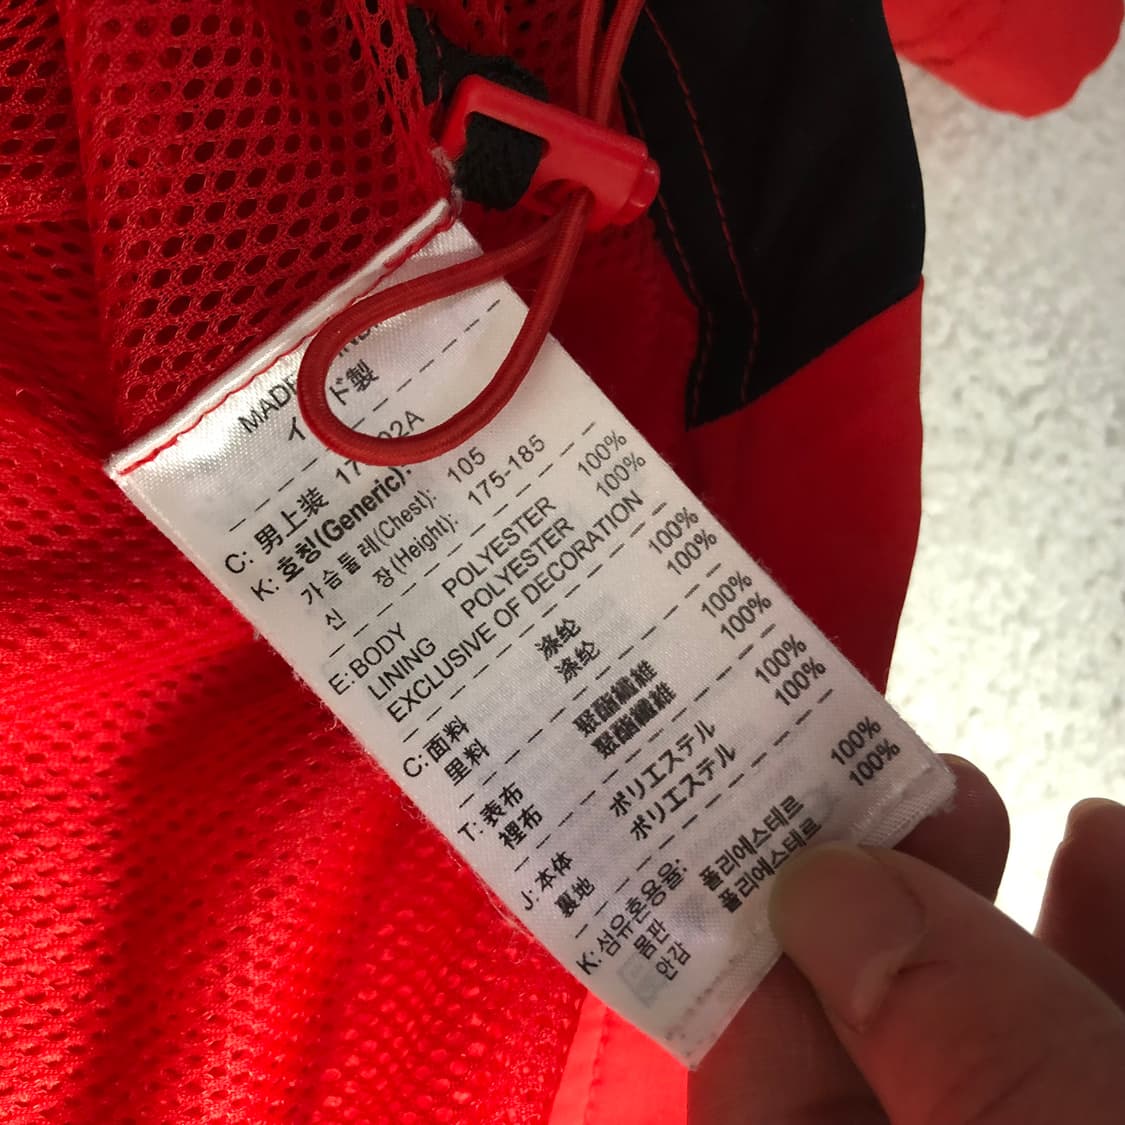 MADE
ド製
C: 男上装
K: 호칭(Generic):
가슴둘레(Chest): 105
신 장(Height): 175-185
E: BODY POLYESTER 100%
LINING POLYESTER 100%
EXCLUSIVE OF DECORATION
C: 面料 涤纶 100%
里料 涤纶 100%
T: 表布 聚酯纖維 100%
裡布 聚酯纖維 100%
J: 本体 ポリエステル 100%
裏地 ポリエステル 100%
K: 섬유혼용율:
몸판 폴리에스테르 100%
안감 폴리에스테르 100%